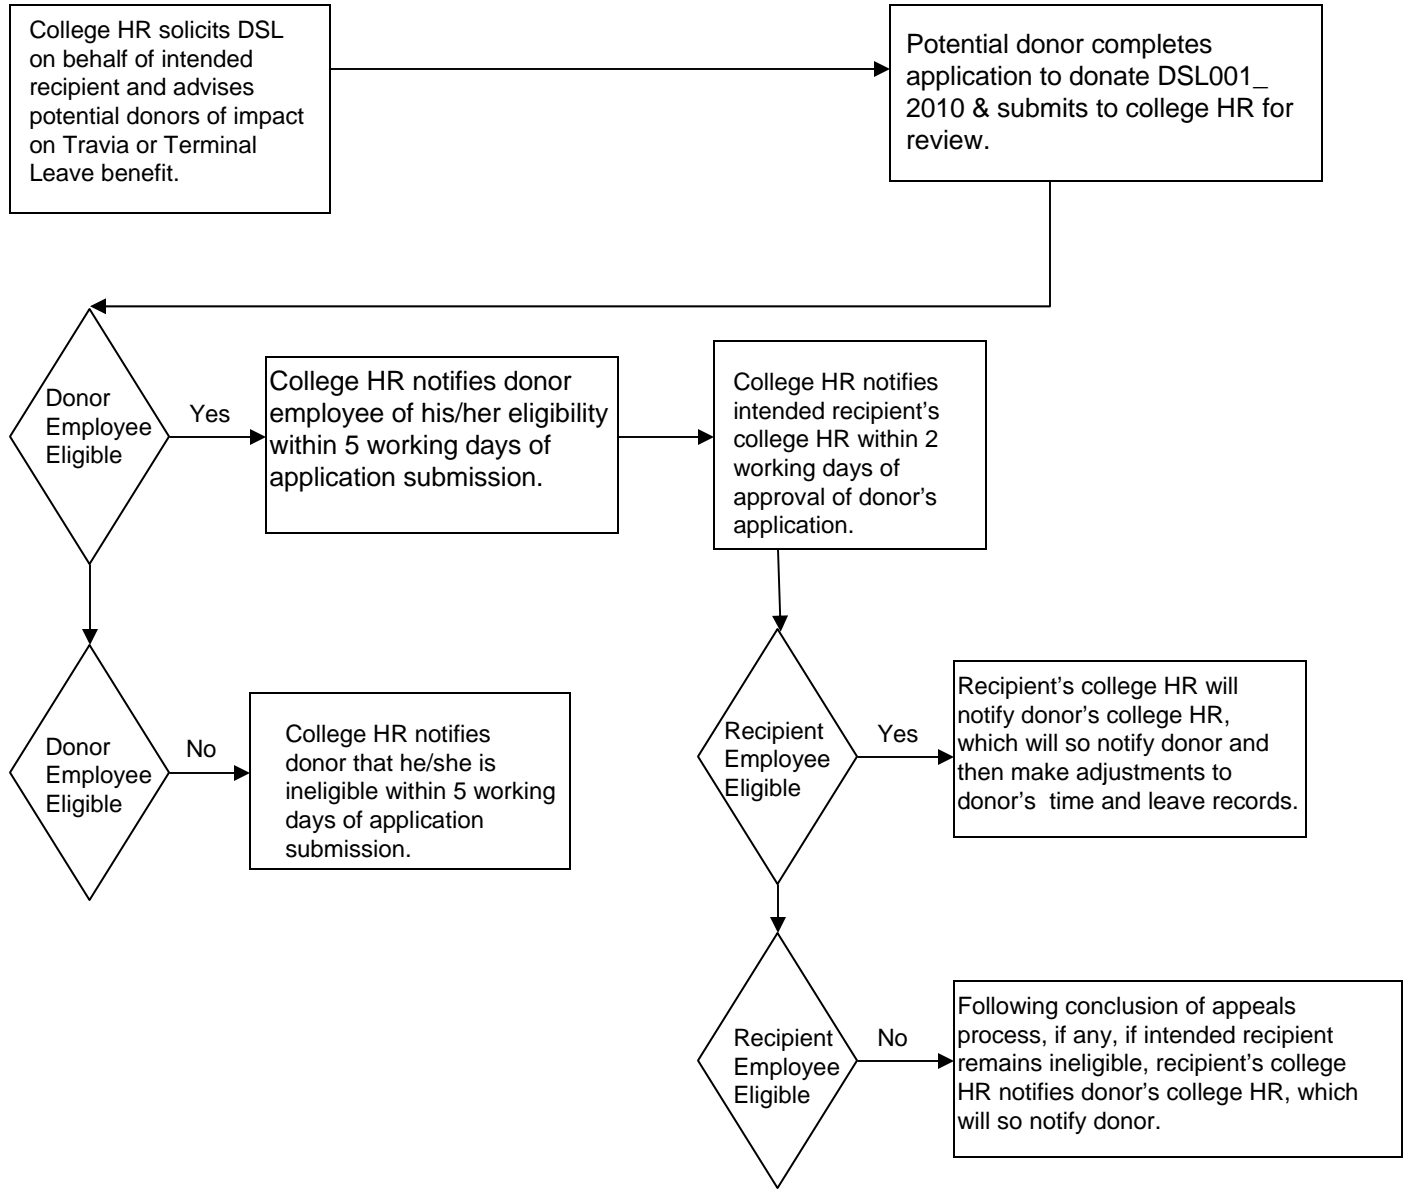 College HR solicits DSL
on behalf of intended
recipient and advises
potential donors of impact
on Travia or Terminal
Leave benefit.
Potential donor completes
application to donate DSL001_
2010 & submits to college HR for
review.
Donor
Employee
Eligible
Yes
College HR notifies donor
employee of his/her eligibility
within 5 working days of
application submission.
College HR notifies
intended recipient’s
college HR within 2
working days of
approval of donor’s
application.
Donor
Employee
Eligible
No
College HR notifies
donor that he/she is
ineligible within 5 working
days of application
submission.
Recipient
Employee
Eligible
Yes
Recipient’s college HR will
notify donor’s college HR,
which will so notify donor and
then make adjustments to
donor’s  time and leave records.
Recipient
Employee
Eligible
No
Following conclusion of appeals
process, if any, if intended recipient
remains ineligible, recipient’s college
HR notifies donor’s college HR, which
will so notify donor.